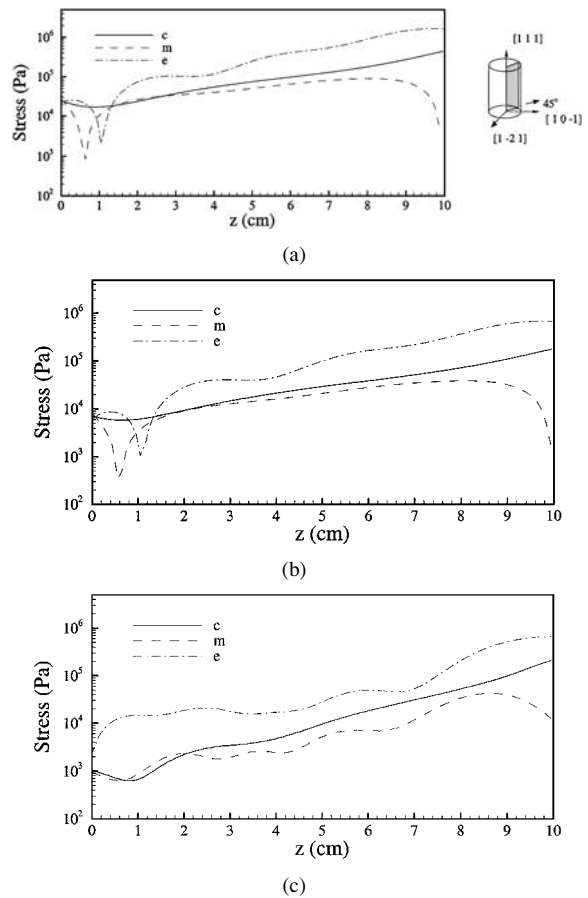 Stress (Pa)
10⁶
10⁵
10⁴
10³
10²
c
m
e
0 1 2 3 4 5 6 7 8 9 10
z (cm)
[1 1 1]
45°
[1 0 -1]
[1 -2 1]
(a)
Stress (Pa)
10⁶
10⁵
10⁴
10³
10²
c
m
e
0 1 2 3 4 5 6 7 8 9 10
z (cm)
(b)
Stress (Pa)
10⁶
10⁵
10⁴
10³
10²
c
m
e
0 1 2 3 4 5 6 7 8 9 10
z (cm)
(c)